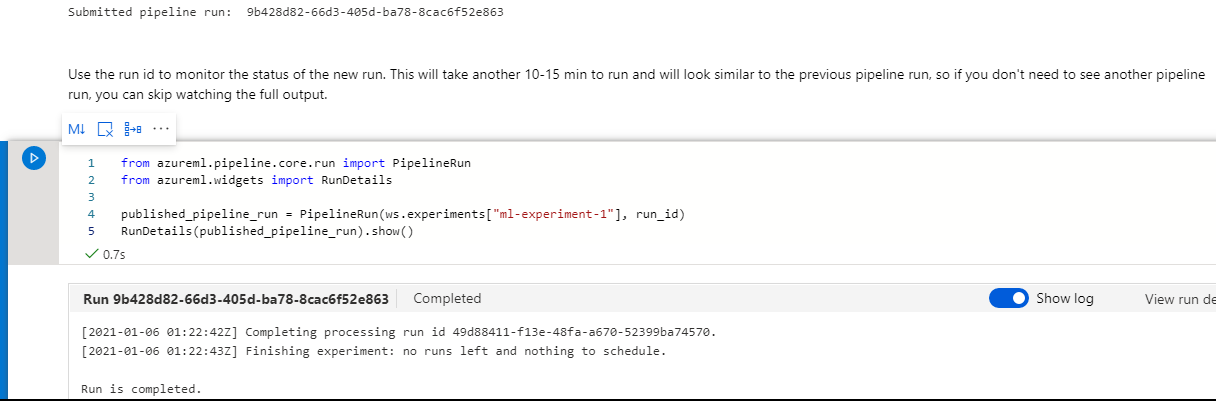 Submitted pipeline run: 9b428d82-66d3-405d-ba78-8cac6f52e863
Use the run id to monitor the status of the new run. This will take another 10-15 min to run and will look similar to the previous pipeline run, so if you don't need to see another pipeline
run, you can skip watching the full output.
M↓ ···
1 from azureml.pipeline.core.run import PipelineRun
2 from azureml.widgets import RunDetails
3
4 published_pipeline_run = PipelineRun(ws.experiments["ml-experiment-1"], run_id)
5 RunDetails(published_pipeline_run).show()
0.7s
Run 9b428d82-66d3-405d-ba78-8cac6f52e863 Completed Show log View run de
[2021-01-06 01:22:42Z] Completing processing run id 49d88411-f13e-48fa-a670-52399ba74570.
[2021-01-06 01:22:43Z] Finishing experiment: no runs left and nothing to schedule.
Run is completed.